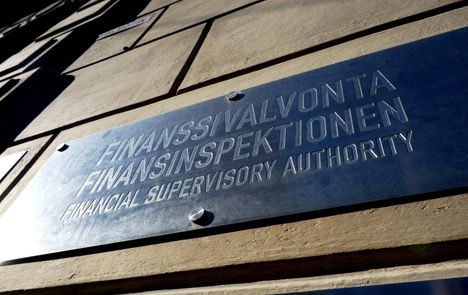 FINANSSIVALVONTA
FINANSINSPEKTIONEN
FINANCIAL SUPERVISORY AUTHORITY